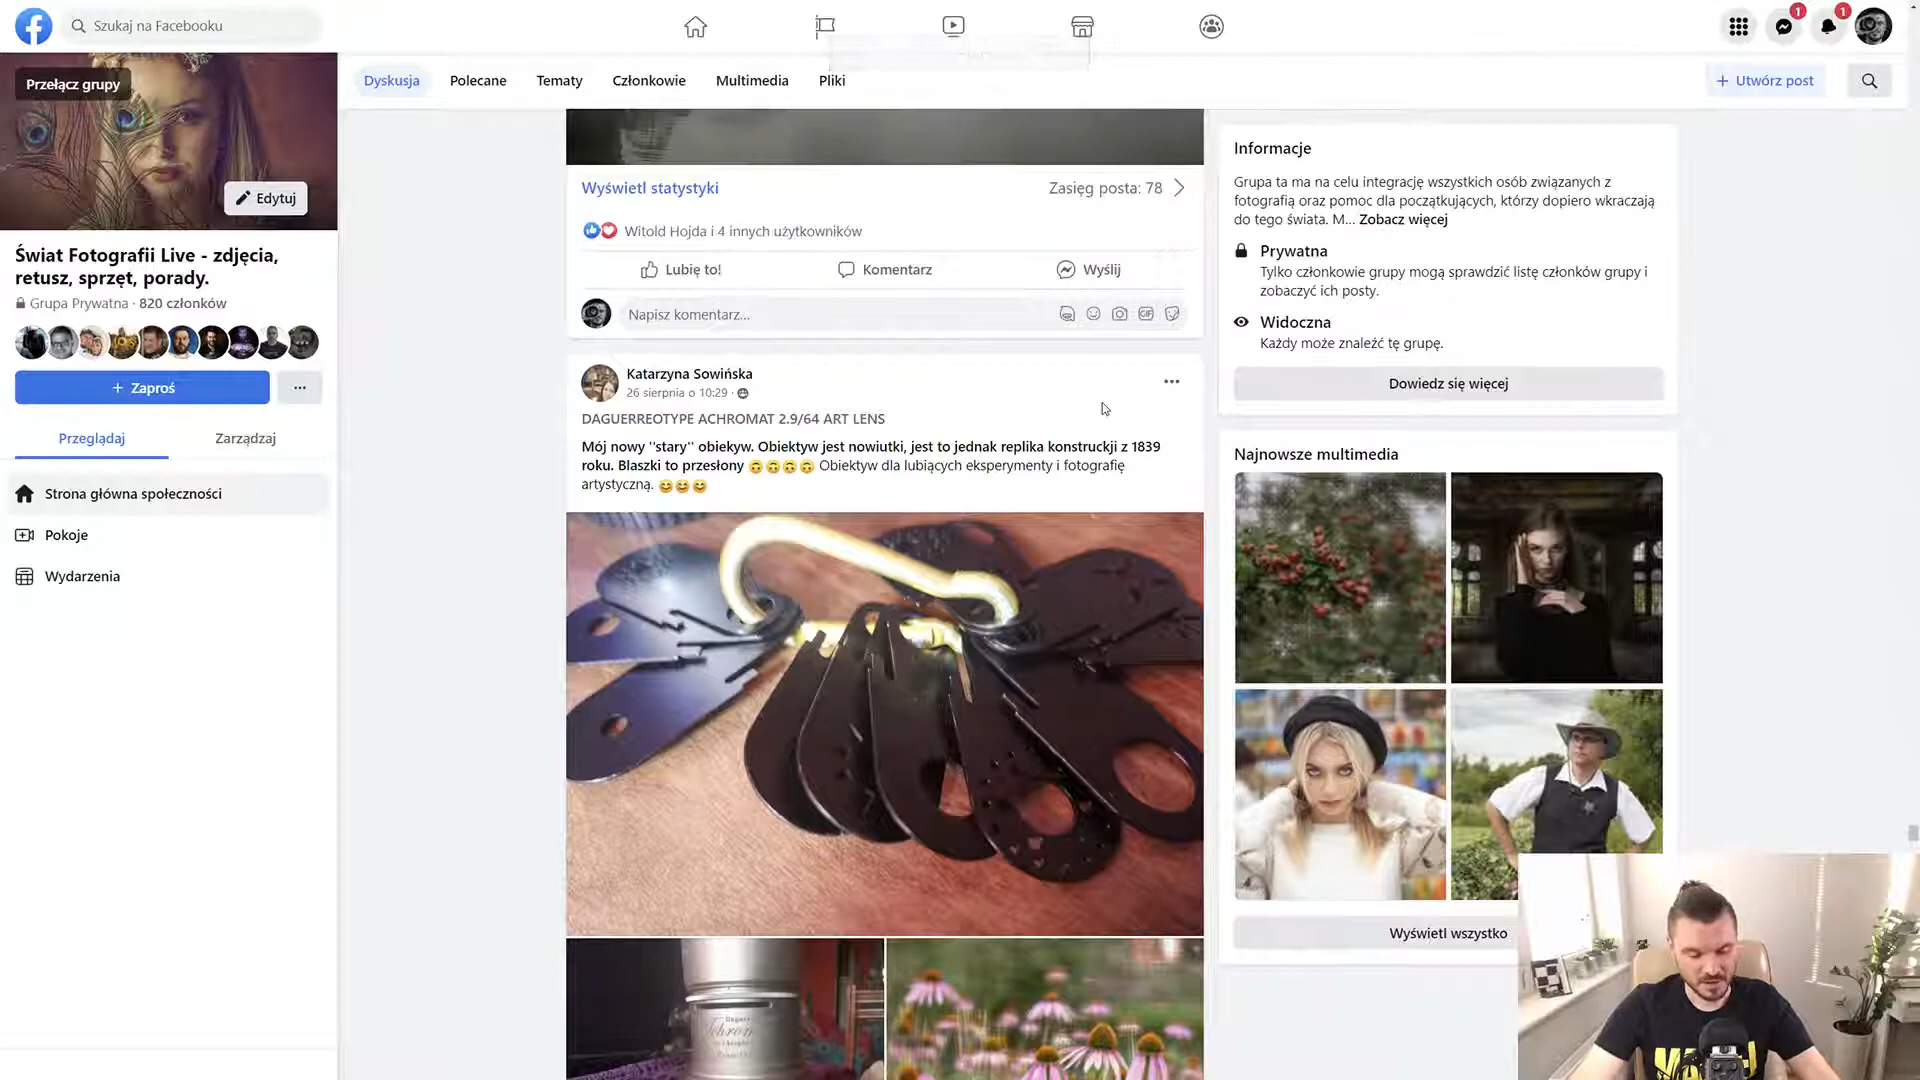 Szukaj na Facebooku
1
1
Przełącz grupy
Edytuj
Świat Fotografii Live - zdjęcia,
retusz, sprzęt, porady.
Grupa Prywatna · 820 członków
+ Zaproś
...
Przeglądaj
Zarządzaj
Strona główna społeczności
Pokoje
Wydarzenia
Dyskusja
Polecane
Tematy
Członkowie
Multimedia
Pliki
+ Utwórz post
Wyświetl statystyki
Zasięg posta: 78
Witold Hojda i 4 innych użytkowników
Lubię to!
Komentarz
Wyślij
Napisz komentarz...
GIF
Katarzyna Sowińska
26 sierpnia o 10:29 ·
DAGUERREOTYPE ACHROMAT 2.9/64 ART LENS
Mój nowy ''stary'' obiekyw. Obiektyw jest nowiutki, jest to jednak replika konstruckji z 1839
roku. Blaszki to przesłony 🙃🙃🙃🙃 Obiektyw dla lubiących eksperymenty i fotografię
artystyczną. 😄😄😄
Informacje
Grupa ta ma na celu integrację wszystkich osób związanych z
fotografią oraz pomoc dla początkujących, którzy dopiero wkraczają
do tego świata. M... Zobacz więcej
Prywatna
Tylko członkowie grupy mogą sprawdzić listę członków grupy i
zobaczyć ich posty.
Widoczna
Każdy może znaleźć tę grupę.
Dowiedz się więcej
Najnowsze multimedia
Wyświetl wszystko